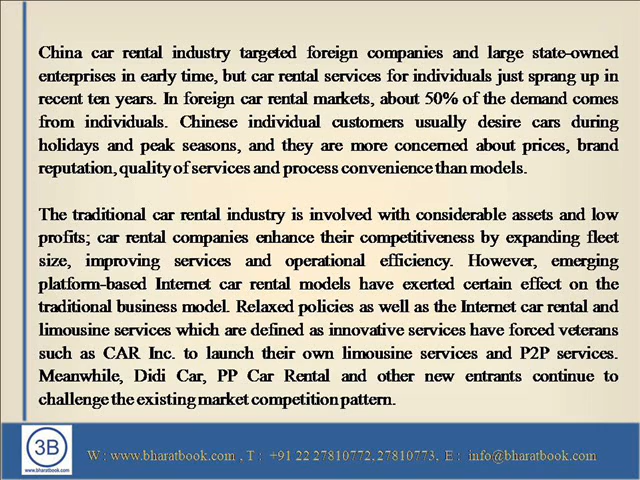 China car rental industry targeted foreign companies and large state-owned
enterprises in early time, but car rental services for individuals just sprang up in
recent ten years. In foreign car rental markets, about 50% of the demand comes
from individuals. Chinese individual customers usually desire cars during
holidays and peak seasons, and they are more concerned about prices, brand
reputation, quality of services and process convenience than models.
The traditional car rental industry is involved with considerable assets and low
profits; car rental companies enhance their competitiveness by expanding fleet
size, improving services and operational efficiency. However, emerging
platform-based Internet car rental models have exerted certain effect on the
traditional business model. Relaxed policies as well as the Internet car rental and
limousine services which are defined as innovative services have forced veterans
such as CAR Inc. to launch their own limousine services and P2P services.
Meanwhile, Didi Car, PP Car Rental and other new entrants continue to
challenge the existing market competition pattern.
3B
www.bharatbook.com
W : www.bharatbook.com , T : +91 22 27810772, 27810773, E : info@bharatbook.com